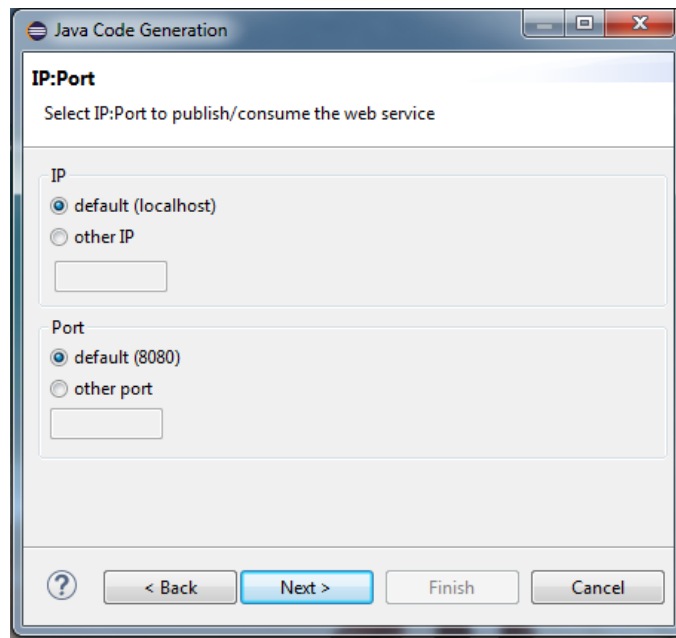 Java Code Generation
IP:Port
Select IP:Port to publish/consume the web service
IP
default (localhost)
other IP
Port
default (8080)
other port
? < Back Next > Finish Cancel